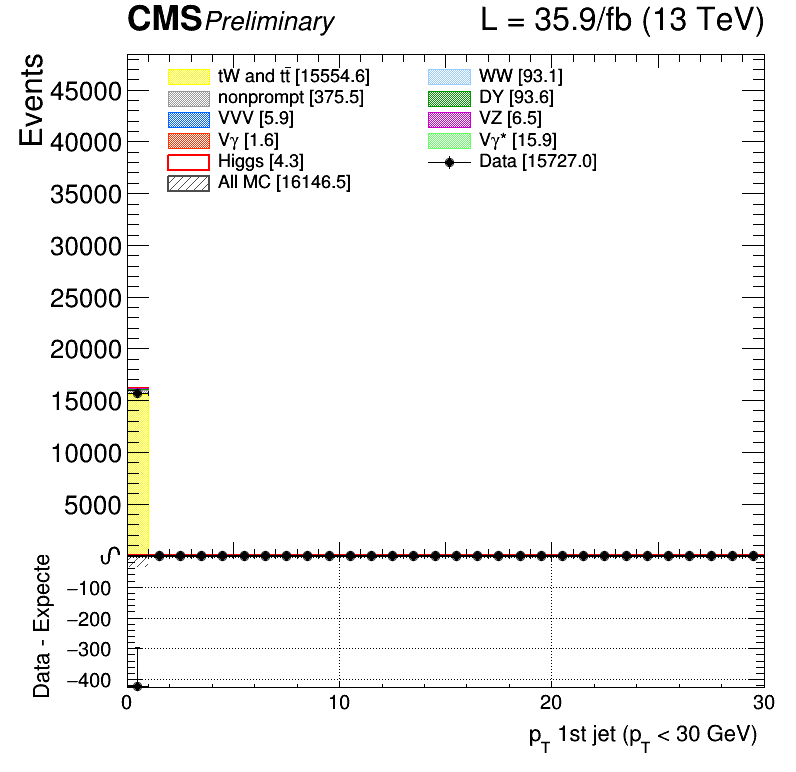 CMS Preliminary L = 35.9/fb (13 TeV)
Events
tW and tt̄ [15554.6] WW [93.1]
nonprompt [375.5] DY [93.6]
VVV [5.9] VZ [6.5]
Vγ [1.6] Vγ* [15.9]
Higgs [4.3] Data [15727.0]
All MC [16146.5]
45000
40000
35000
30000
25000
20000
15000
10000
5000
0
Data - Expecte
−100
−200
−300
−400
0 10 20 30
p_T 1st jet (p_T < 30 GeV)